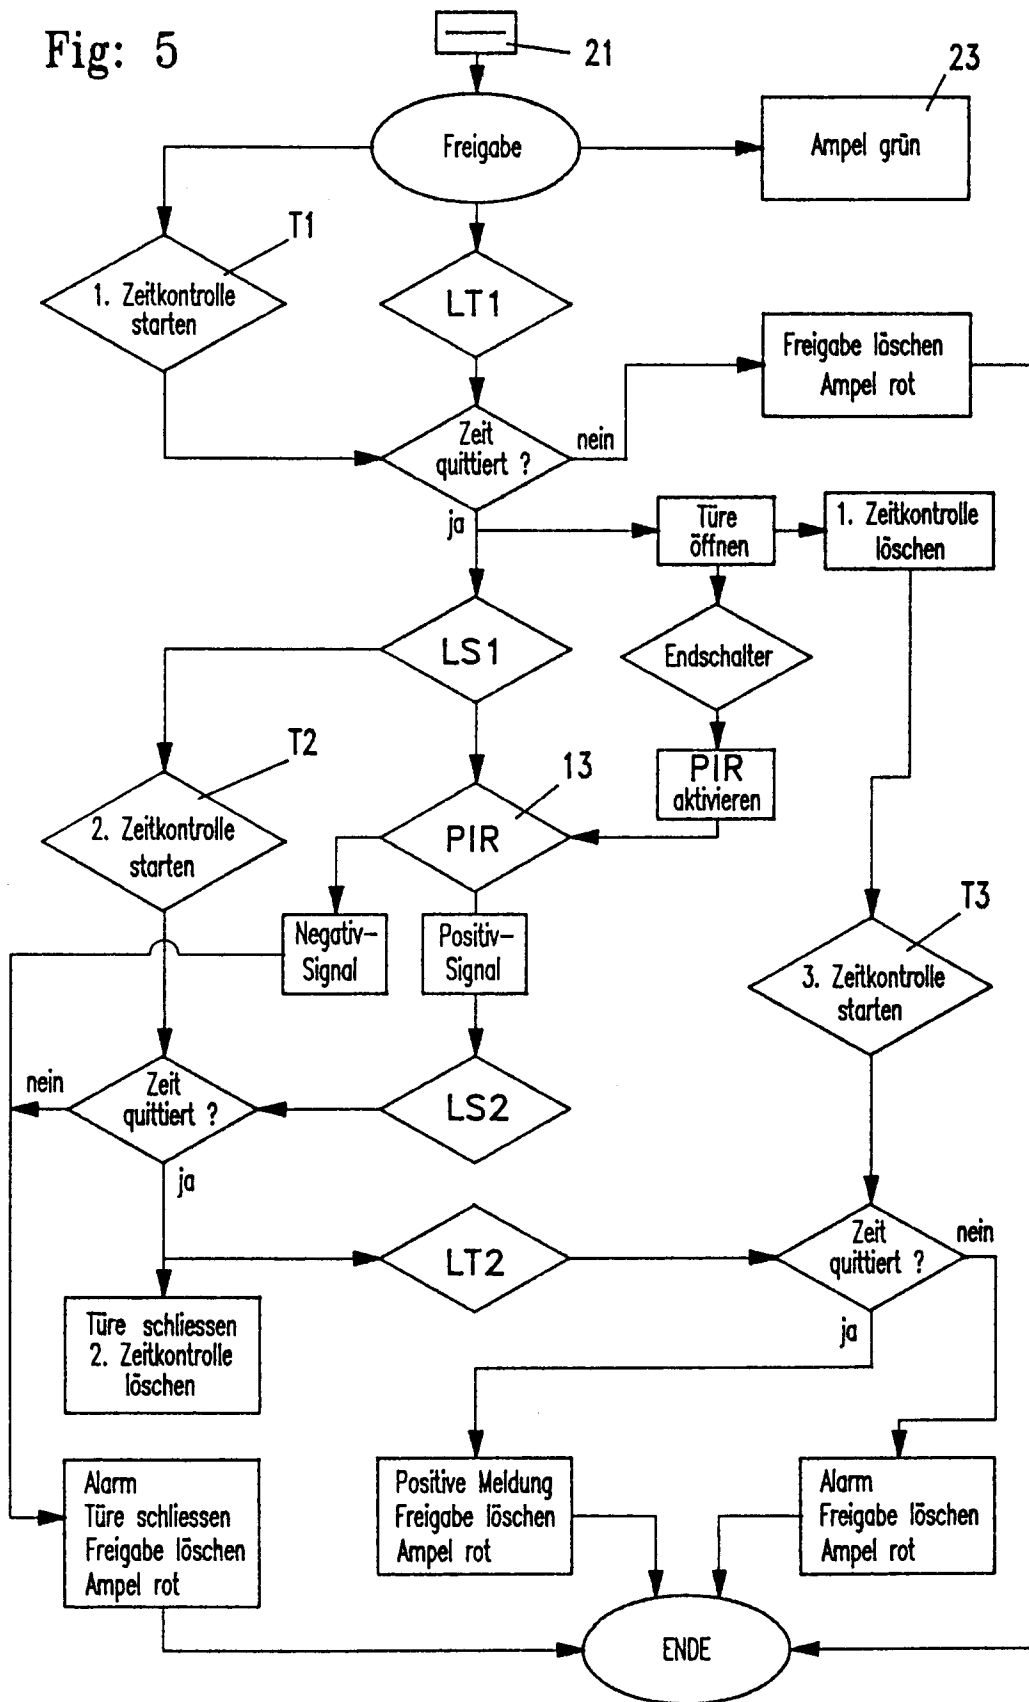 Fig: 5
21
23
Freigabe
Ampel grün
T1
1. Zeitkontrolle
starten
LT1
Freigabe löschen
Ampel rot
Zeit
quittiert ?
nein
ja
Türe
öffnen
1. Zeitkontrolle
löschen
LS1
Endschalter
T2
13
PIR
aktivieren
2. Zeitkontrolle
starten
PIR
T3
Negativ-
Signal
Positiv-
Signal
3. Zeitkontrolle
starten
nein
Zeit
quittiert ?
LS2
ja
LT2
Zeit
quittiert ?
nein
ja
Türe schliessen
2. Zeitkontrolle
löschen
Alarm
Türe schliessen
Freigabe löschen
Ampel rot
Positive Meldung
Freigabe löschen
Ampel rot
Alarm
Freigabe löschen
Ampel rot
ENDE